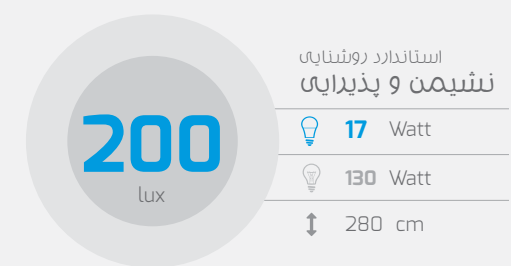 استاندارد روشنایی
نشیمن و پذیرایی
200
lux
17 Watt
130 Watt
280 cm